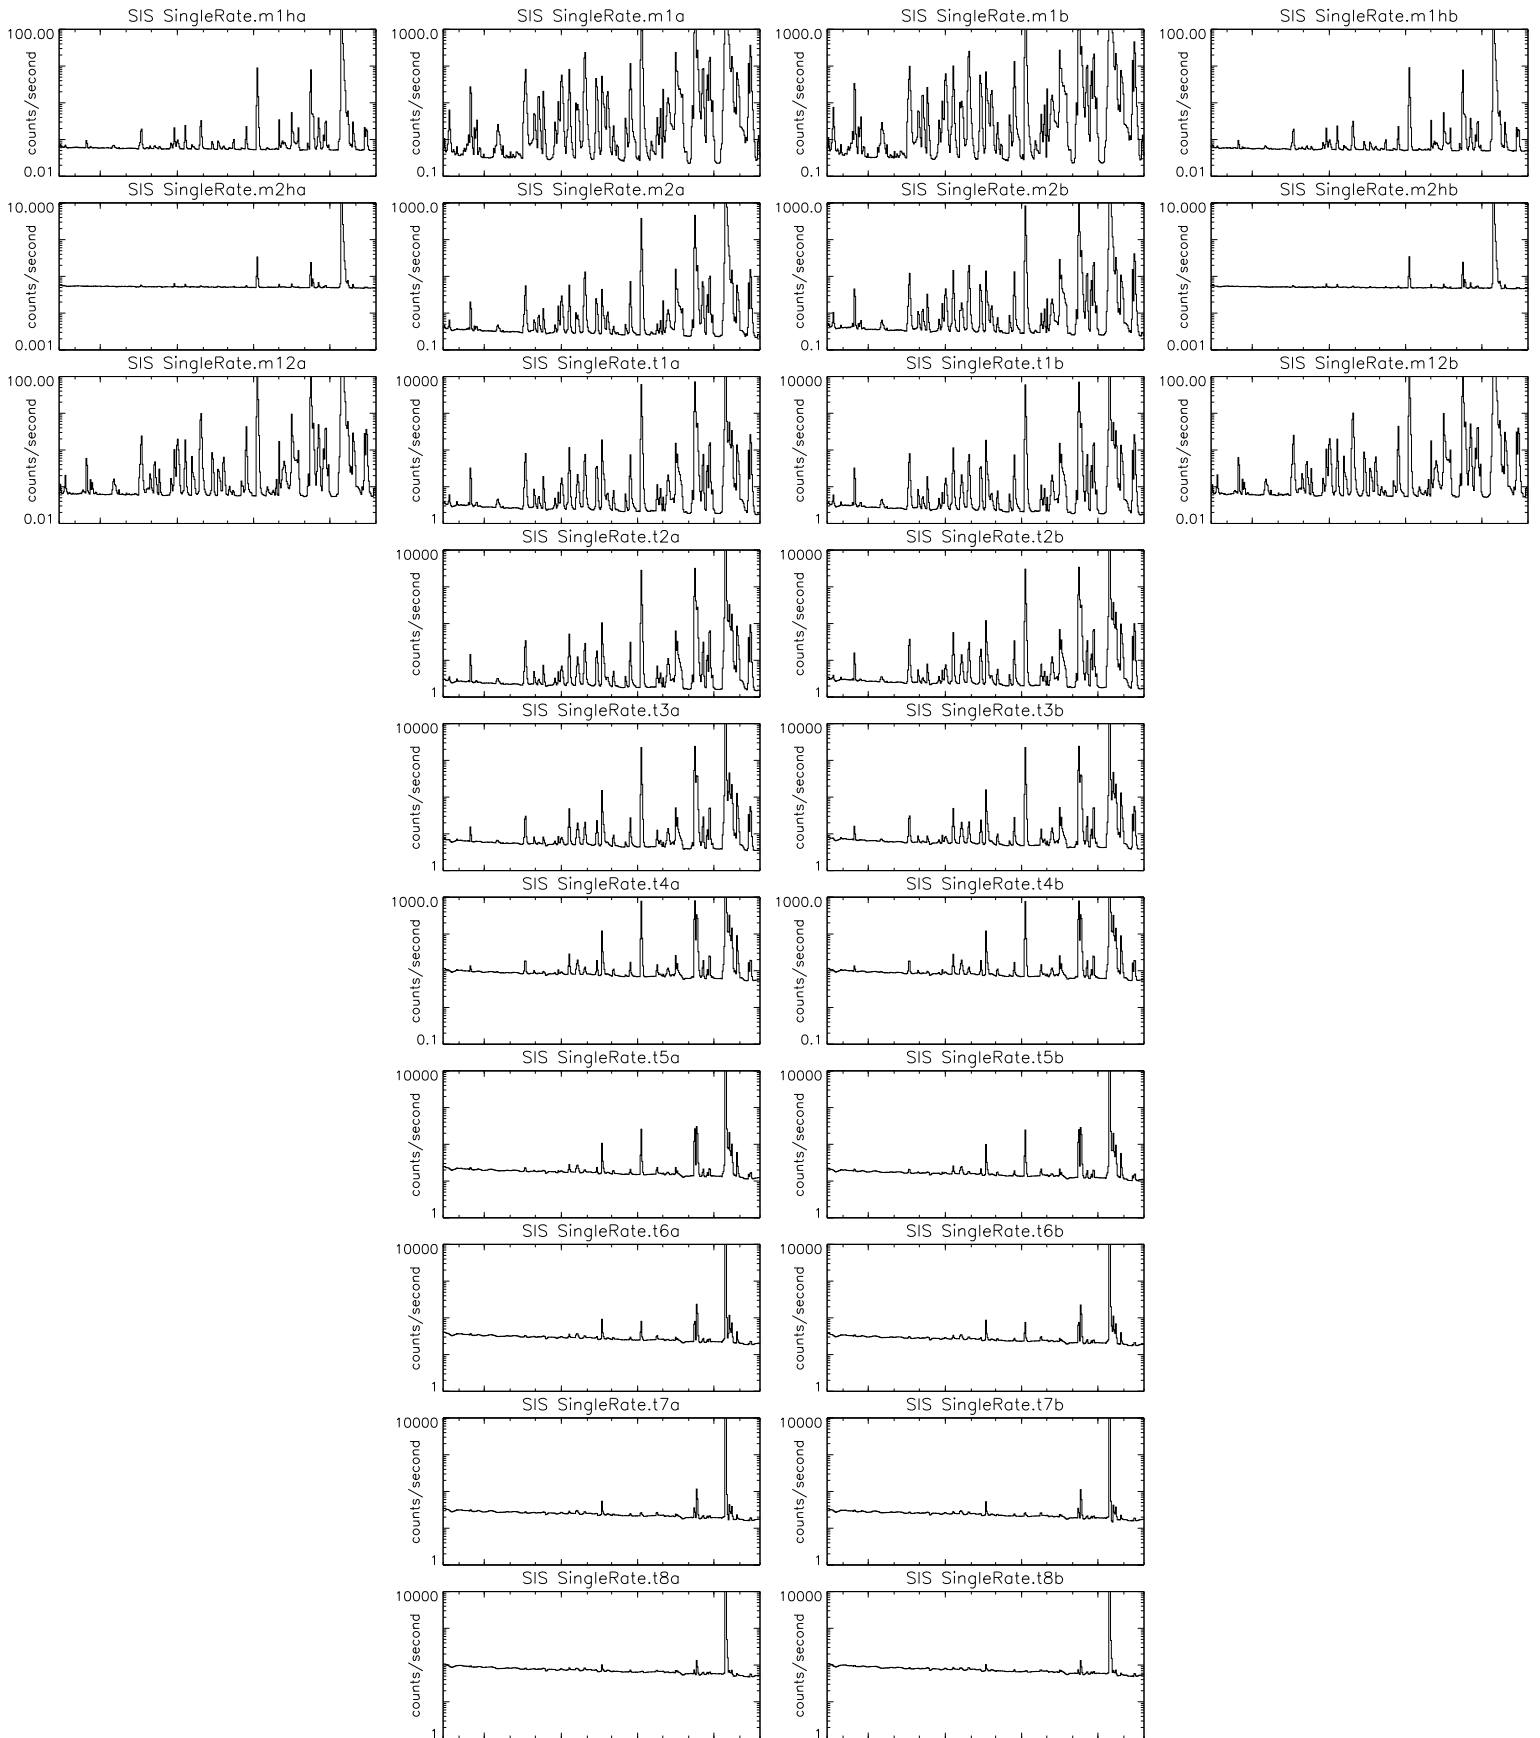 SIS SingleRate.m1ha
SIS SingleRate.m1a
SIS SingleRate.m1b
SIS SingleRate.m1hb
100.00
counts/second
0.01
1000.0
counts/second
0.1
1000.0
counts/second
0.1
100.00
counts/second
0.01
SIS SingleRate.m2ha
SIS SingleRate.m2a
SIS SingleRate.m2b
SIS SingleRate.m2hb
10.000
counts/second
0.001
1000.0
counts/second
0.1
1000.0
counts/second
0.1
10.000
counts/second
0.001
SIS SingleRate.m12a
SIS SingleRate.t1a
SIS SingleRate.t1b
SIS SingleRate.m12b
100.00
counts/second
0.01
10000
counts/second
1
10000
counts/second
1
100.00
counts/second
0.01
SIS SingleRate.t2a
SIS SingleRate.t2b
10000
counts/second
1
10000
counts/second
1
SIS SingleRate.t3a
SIS SingleRate.t3b
10000
counts/second
1
10000
counts/second
1
SIS SingleRate.t4a
SIS SingleRate.t4b
1000.0
counts/second
0.1
1000.0
counts/second
0.1
SIS SingleRate.t5a
SIS SingleRate.t5b
10000
counts/second
1
10000
counts/second
1
SIS SingleRate.t6a
SIS SingleRate.t6b
10000
counts/second
1
10000
counts/second
1
SIS SingleRate.t7a
SIS SingleRate.t7b
10000
counts/second
1
10000
counts/second
1
SIS SingleRate.t8a
SIS SingleRate.t8b
10000
counts/second
1
10000
counts/second
1